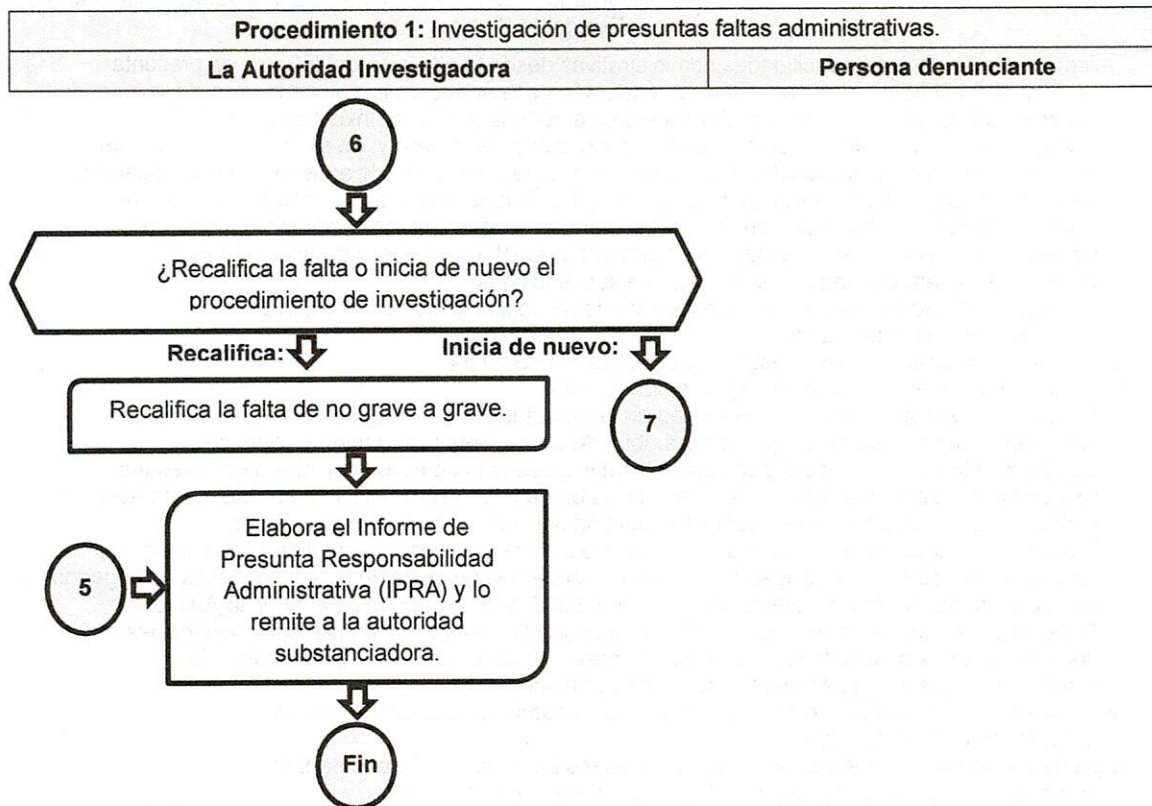 Procedimiento 1: Investigación de presuntas faltas administrativas.
La Autoridad Investigadora
Persona denunciante
6
¿Recalifica la falta o inicia de nuevo el
procedimiento de investigación?
Recalifica:
Inicia de nuevo:
Recalifica la falta de no grave a grave.
7
Elabora el Informe de
Presunta Responsabilidad
Administrativa (IPRA) y lo
remite a la autoridad
substanciadora.
5
Fin